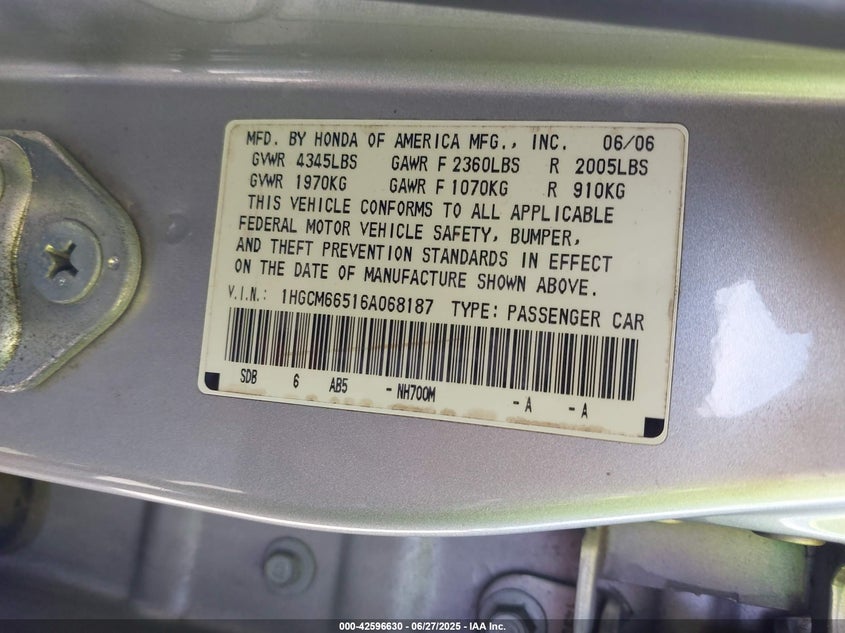 MFD. BY HONDA OF AMERICA MFG., INC. 06/06
GVWR 4345LBS GAWR F 2360LBS R 2005LBS
GVWR 1970KG GAWR F 1070KG R 910KG
THIS VEHICLE CONFORMS TO ALL APPLICABLE
FEDERAL MOTOR VEHICLE SAFETY, BUMPER,
AND THEFT PREVENTION STANDARDS IN EFFECT
ON THE DATE OF MANUFACTURE SHOWN ABOVE.
V.I.N.: 1HGCM66516A068187 TYPE: PASSENGER CAR
SDB 6 AB5 - NH700M - A - A
000-42596630 - 06/27/2025 - IAA Inc.